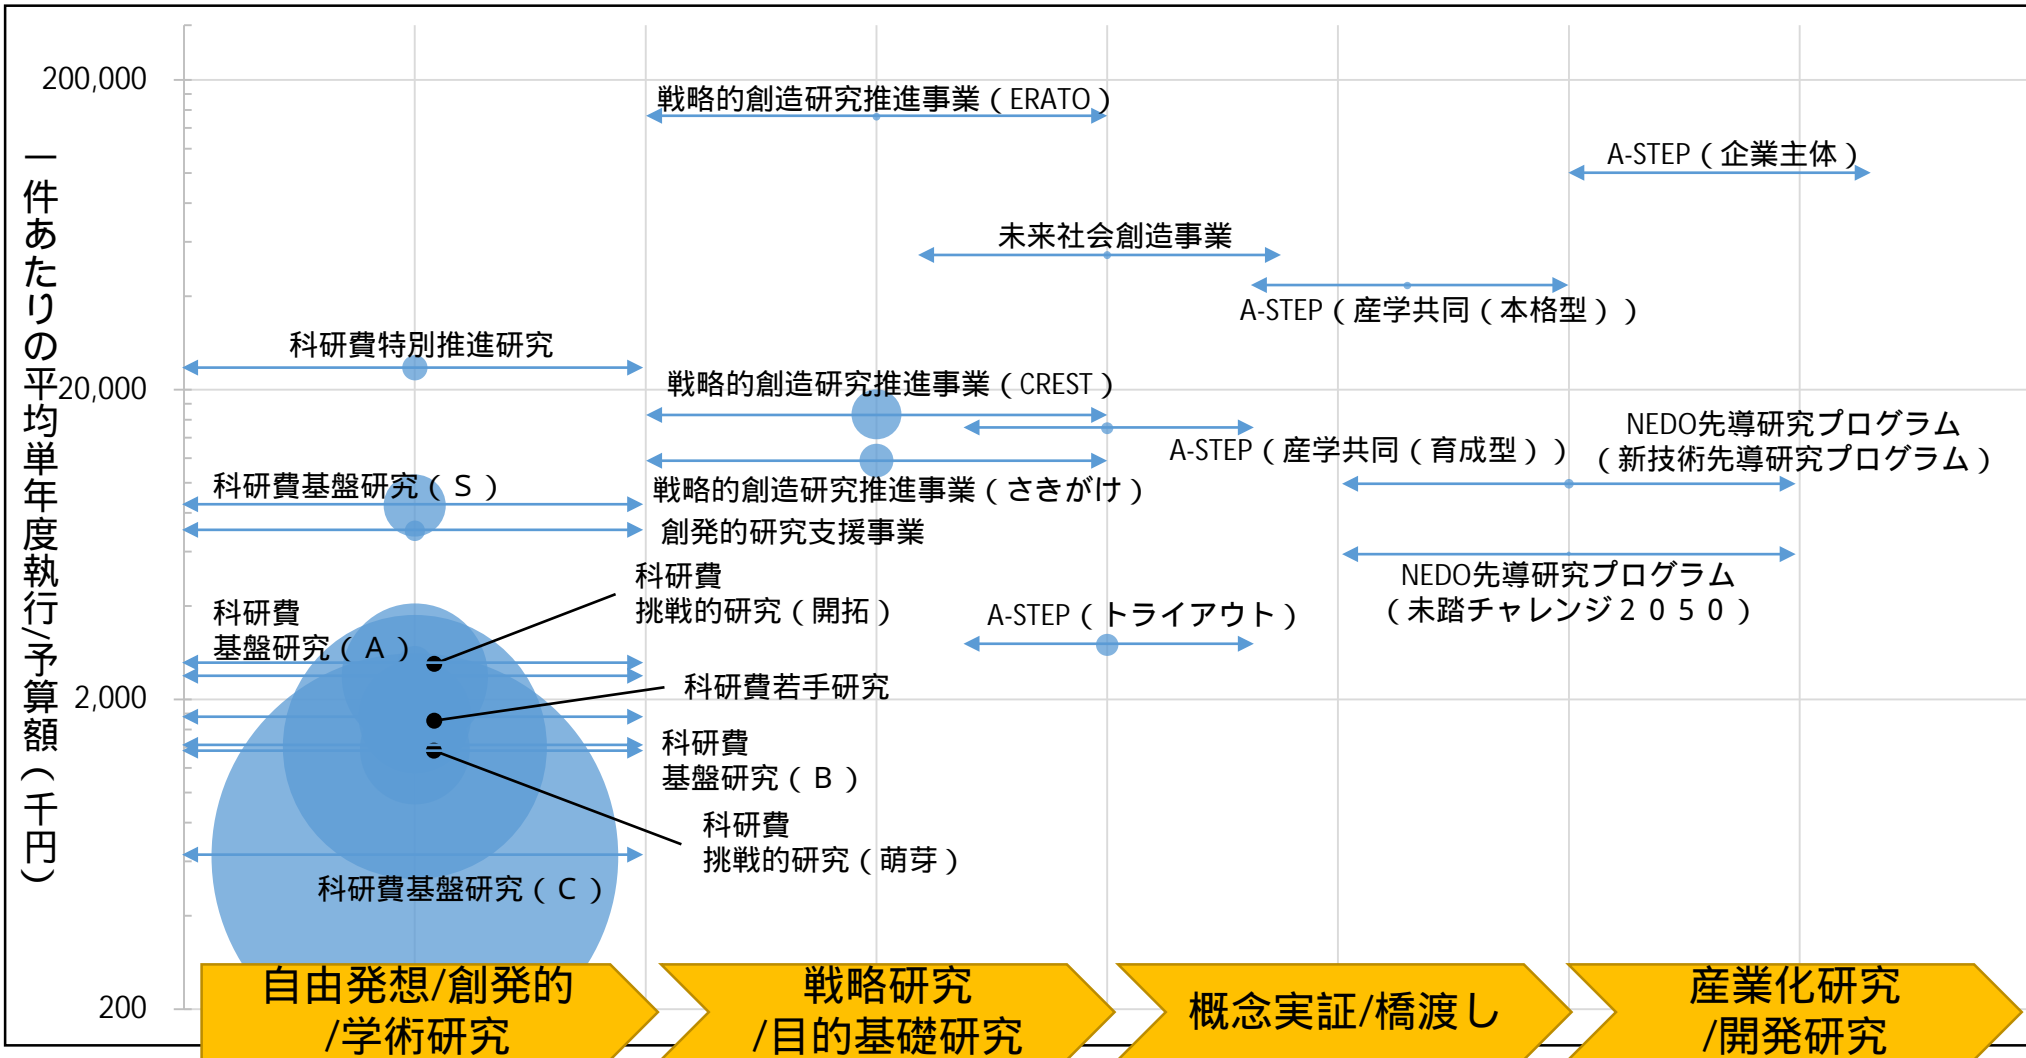 一件あたりの平均単年度執行/予算額(千円)
200,000
20,000
2,000
200
戦略的創造研究推進事業(ERATO)
A-STEP(企業主体)
未来社会創造事業
A-STEP(産学共同(本格型))
科研費特別推進研究
戦略的創造研究推進事業(CREST)
A-STEP(産学共同(育成型))
NEDO先導研究プログラム
(新技術先導研究プログラム)
科研費基盤研究(S)
戦略的創造研究推進事業(さきがけ)
創発的研究支援事業
科研費
挑戦的研究(開拓)
NEDO先導研究プログラム
(未踏チャレンジ2050)
科研費
基盤研究(A)
A-STEP(トライアウト)
科研費若手研究
科研費
基盤研究(B)
科研費
挑戦的研究(萌芽)
科研費基盤研究(C)
自由発想/創発的
/学術研究
戦略研究
/目的基礎研究
概念実証/橋渡し
産業化研究
/開発研究